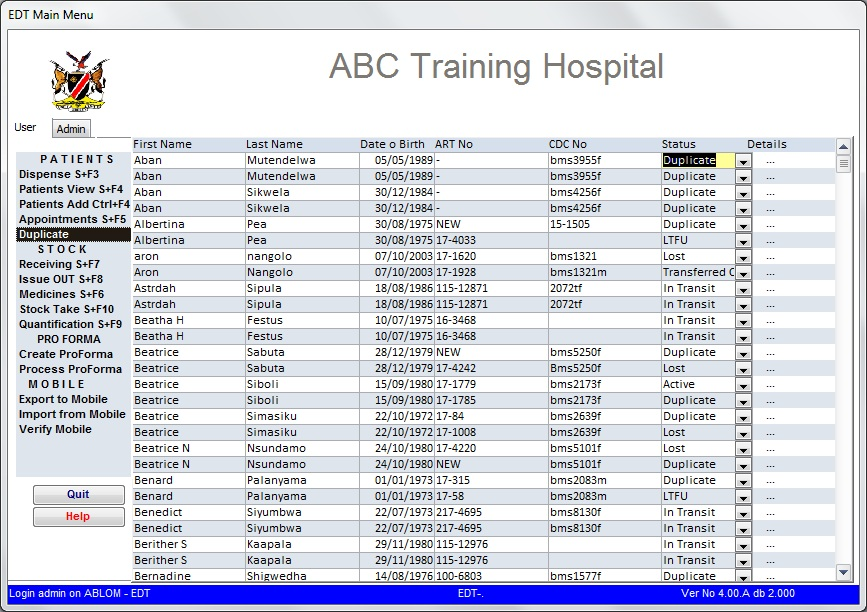 EDT Main Menu
ABC Training Hospital
User Admin
First Name Last Name Date o Birth ART No CDC No Status Details
Aban Mutendelwa 05/05/1989 - bms3955f Duplicate ...
Aban Mutendelwa 05/05/1989 - bms3955f Duplicate ...
Aban Sikwela 30/12/1984 - bms4256f Duplicate ...
Aban Sikwela 30/12/1984 - bms4256f Duplicate ...
Albertina Pea 30/08/1975 NEW 15-1505 Duplicate ...
Albertina Pea 30/08/1975 17-4033 LTFU ...
aron nangolo 07/10/2003 17-1620 bms1321 Lost ...
Aron Nangolo 07/10/2003 17-1928 bms1321m Transferred ...
Astrdah Sipula 18/08/1986 115-12871 2072tf In Transit ...
Astrdah Sipula 18/08/1986 115-12871 2072tf In Transit ...
Beatha H Festus 10/07/1975 16-3468 In Transit ...
Beatha H Festus 10/07/1975 16-3468 In Transit ...
Beatrice Sabuta 28/12/1979 NEW bms5250f Duplicate ...
Beatrice Sabuta 28/12/1979 17-4242 Bms5250f Lost ...
Beatrice Siboli 15/09/1980 17-1779 bms2173f Active ...
Beatrice Siboli 15/09/1980 17-1785 bms2173f Duplicate ...
Beatrice Simasiku 22/10/1972 17-84 bms2639f Duplicate ...
Beatrice Simasiku 22/10/1972 17-1008 bms2639f Lost ...
Beatrice N Nsundamo 24/10/1980 17-4220 bms5101f Lost ...
Beatrice N Nsundamo 24/10/1980 NEW bms5101f Duplicate ...
Benard Palanyama 01/01/1973 17-315 bms2083m Duplicate ...
Benard Palanyama 01/01/1973 17-58 bms2083m LTFU ...
Benedict Siyumbwa 22/07/1973 217-4695 bms8130f In Transit ...
Benedict Siyumbwa 22/07/1973 217-4695 bms8130f In Transit ...
Berither S Kaapala 29/11/1980 115-12976 In Transit ...
Berither S Kaapala 29/11/1980 115-12976 In Transit ...
Bernadine Shigwedha 14/08/1976 100-6803 bms1577f Duplicate ...
PATIENTS
Dispense S+F3
Patients View S+F4
Patients Add Ctrl+F4
Appointments S+F5
Duplicate
STOCK
Receiving S+F7
Issue OUT S+F8
Medicines S+F6
Stock Take S+F10
Quantification S+F9
PRO FORMA
Create ProForma
Process ProForma
MOBILE
Export to Mobile
Import from Mobile
Verify Mobile
Quit
Help
Login admin on ABLOM - EDT EDT-. Ver No 4.00.A db 2.000